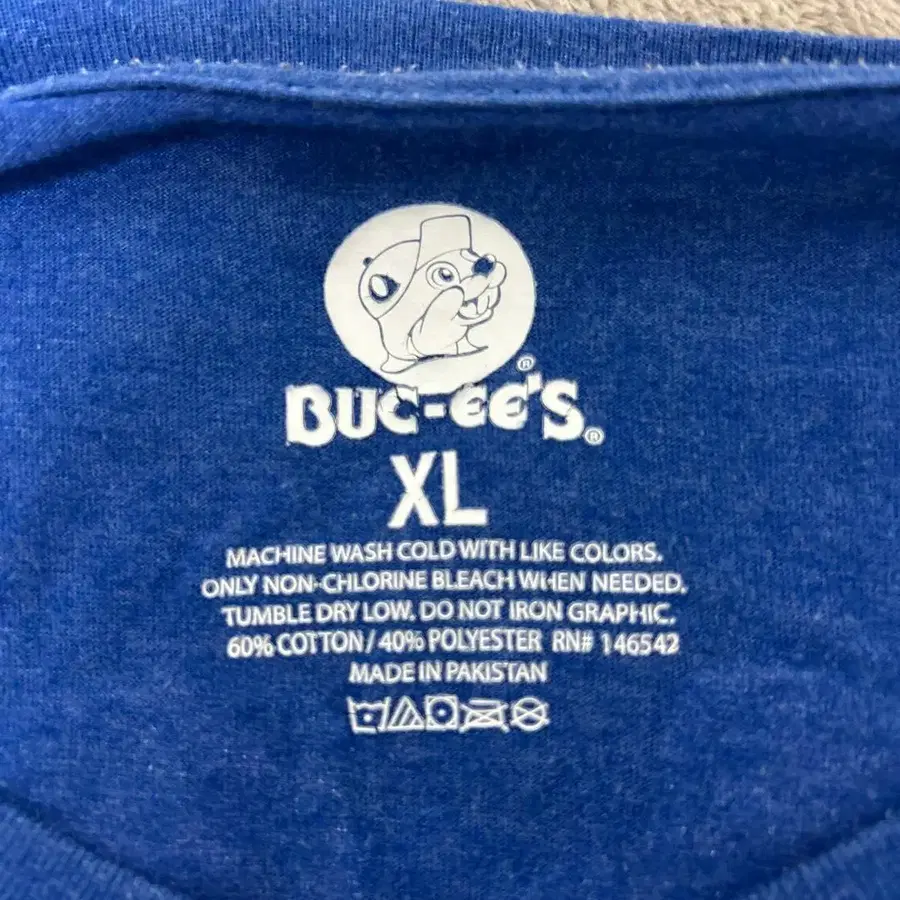 BUC-EE'S®
XL
MACHINE WASH COLD WITH LIKE COLORS.
ONLY NON-CHLORINE BLEACH WHEN NEEDED.
TUMBLE DRY LOW. DO NOT IRON GRAPHIC.
60% COTTON / 40% POLYESTER RN# 146542
MADE IN PAKISTAN